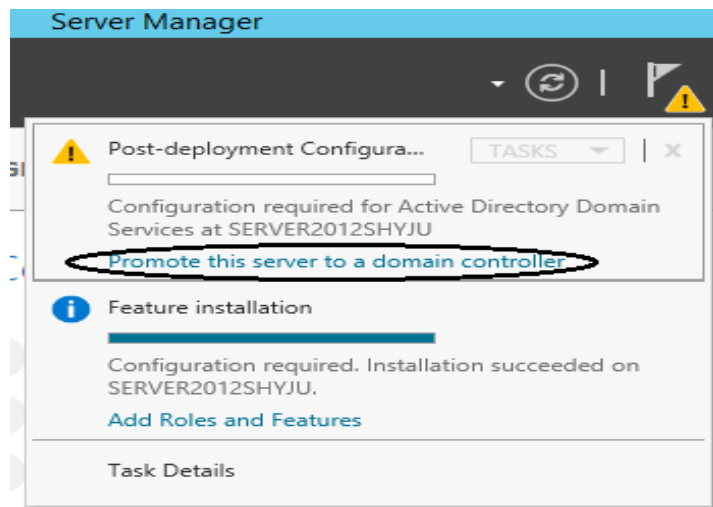 Server Manager
Post-deployment Configura...
TASKS
Configuration required for Active Directory Domain
Services at SERVER2012SHYJU
Promote this server to a domain controller
Feature installation
Configuration required. Installation succeeded on
SERVER2012SHYJU.
Add Roles and Features
Task Details